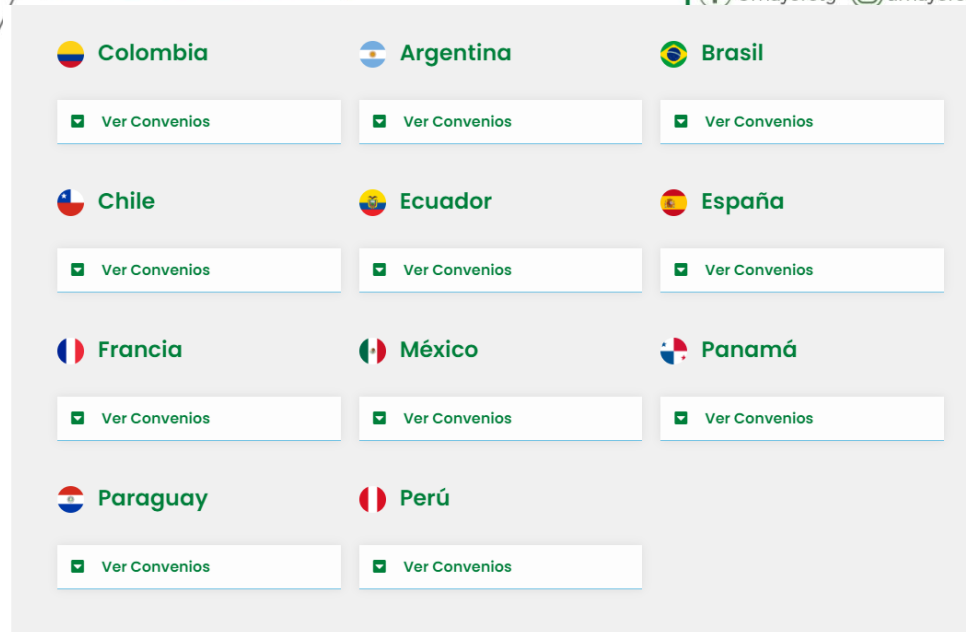 Colombia
Argentina
Brasil
Ver Convenios
Ver Convenios
Ver Convenios
Chile
Ecuador
España
Ver Convenios
Ver Convenios
Ver Convenios
Francia
México
Panamá
Ver Convenios
Ver Convenios
Ver Convenios
Paraguay
Perú
Ver Convenios
Ver Convenios